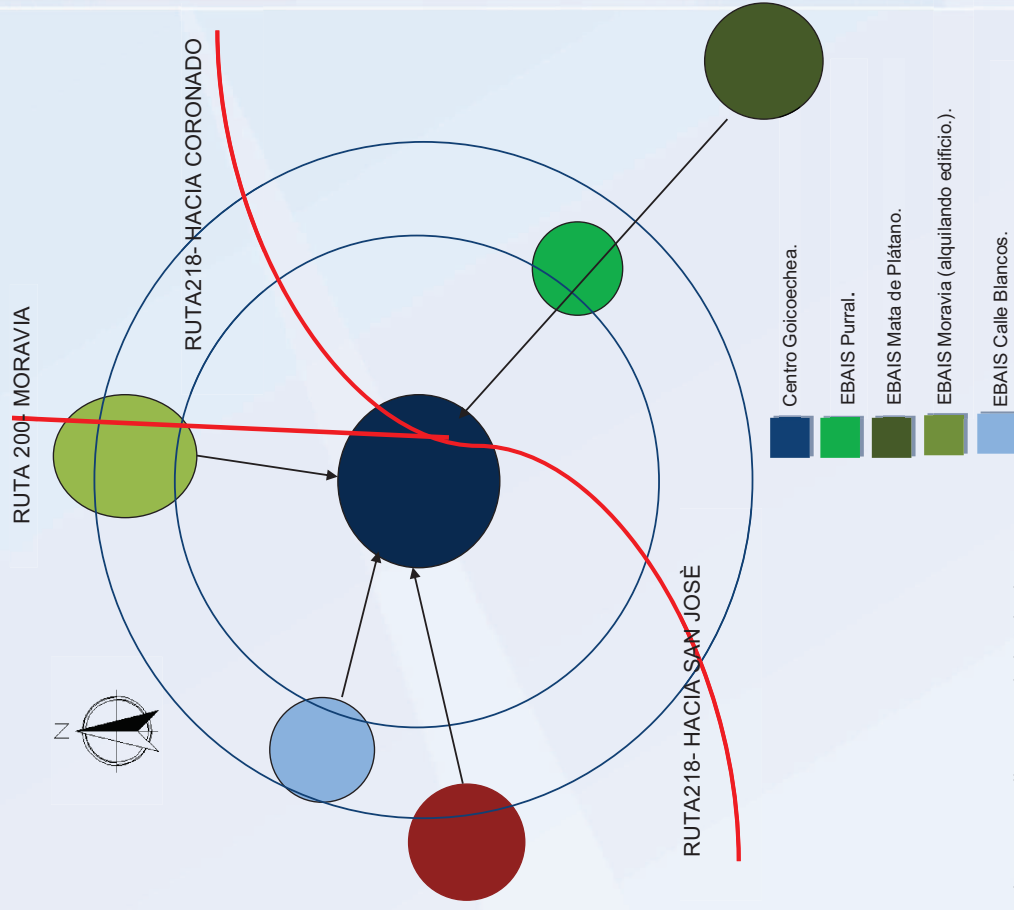 RUTA 200- MORAVIA
RUTA218- HACIA CORONADO
N
RUTA218- HACIA SAN JOSÈ
Centro Goicoechea.
EBAIS Purral.
EBAIS Mata de Plátano.
EBAIS Moravia (alquilando edificio.).
EBAIS Calle Blancos.